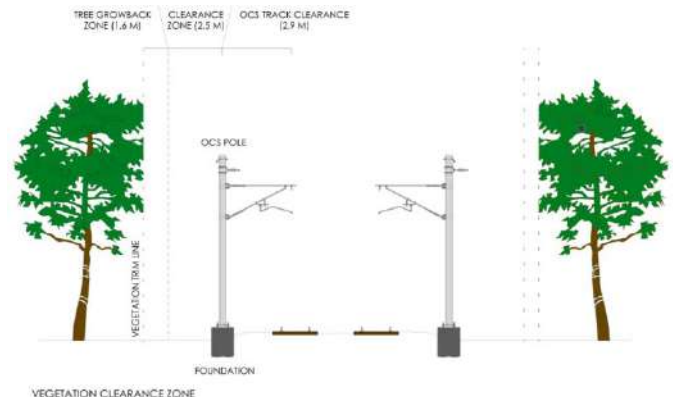 TREE GROWBACK
ZONE (1.6 M)
CLEARANCE
ZONE (2.5 M)
OCS TRACK CLEARANCE
(2.9 M)
OCS POLE
VEGETATION TRIM LINE
FOUNDATION
VEGETATION CLEARANCE ZONE